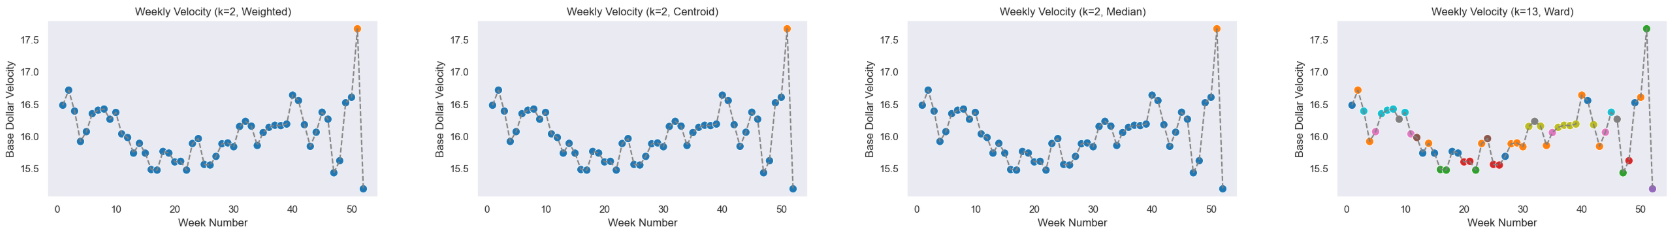 Weekly Velocity (k=2, Weighted)
Base Dollar Velocity
17.5
17.0
16.5
16.0
15.5
0 10 20 30 40 50
Week Number
Weekly Velocity (k=2, Centroid)
Base Dollar Velocity
17.5
17.0
16.5
16.0
15.5
0 10 20 30 40 50
Week Number
Weekly Velocity (k=2, Median)
Base Dollar Velocity
17.5
17.0
16.5
16.0
15.5
0 10 20 30 40 50
Week Number
Weekly Velocity (k=13, Ward)
Base Dollar Velocity
17.5
17.0
16.5
16.0
15.5
0 10 20 30 40 50
Week Number